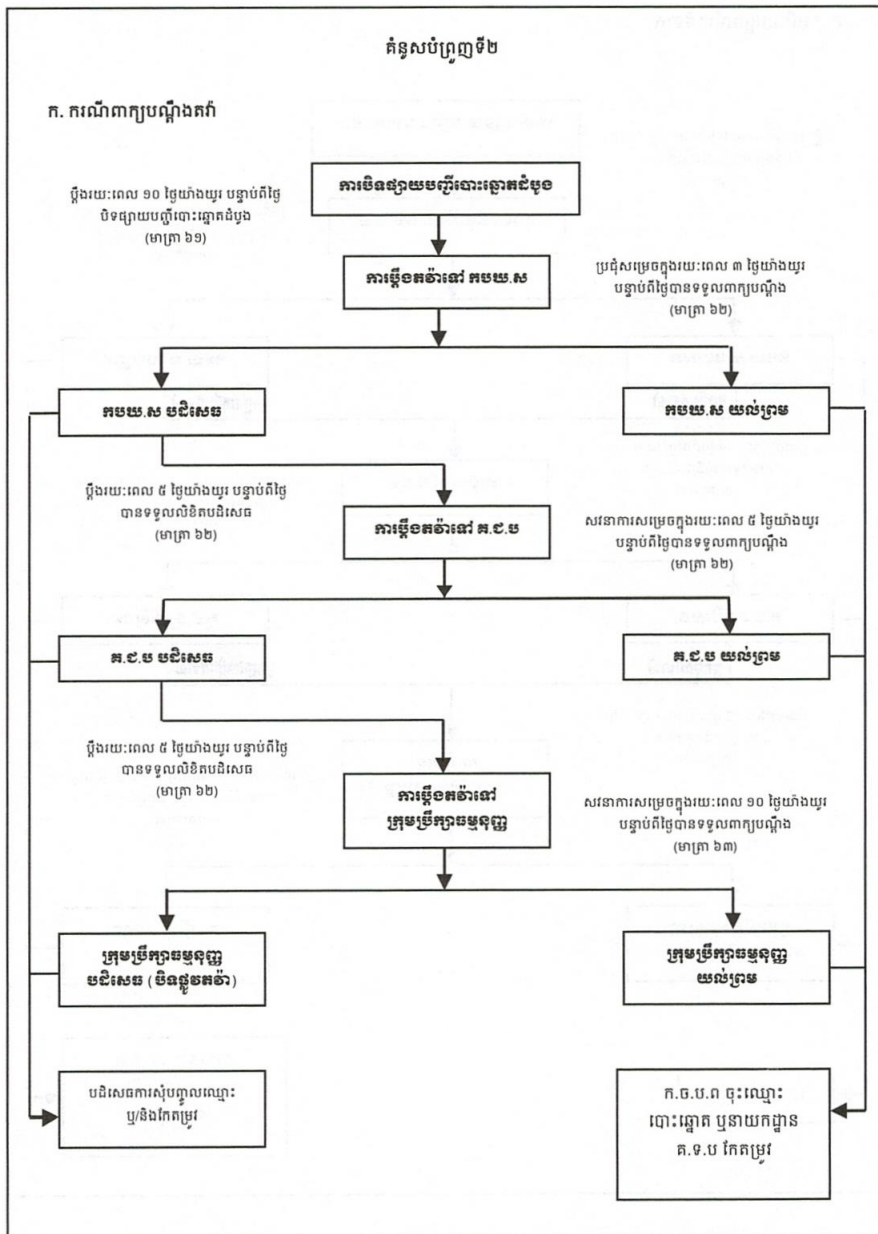 គំនូសបំព្រួញទី២
ក. ករណីពាក្យបណ្តឹងតវ៉ា
ការបិទផ្សាយបញ្ជីបោះឆ្នោតដំបូង
ប្តឹងរយៈពេល ១០ ថ្ងៃយ៉ាងយូរ បន្ទាប់ពីថ្ងៃ
បិទផ្សាយបញ្ជីបោះឆ្នោតដំបូង
(មាត្រា ៦១)
ការប្តឹងតវ៉ាទៅ កបឃ.ស
ប្រជុំសម្រេចក្នុងរយៈពេល ៣ ថ្ងៃយ៉ាងយូរ
បន្ទាប់ពីថ្ងៃបានទទួលពាក្យបណ្តឹង
(មាត្រា ៦២)
កបឃ.ស បដិសេធ
កបឃ.ស យល់ព្រម
ប្តឹងរយៈពេល ៥ ថ្ងៃយ៉ាងយូរ បន្ទាប់ពីថ្ងៃ
បានទទួលលិខិតបដិសេធ
(មាត្រា ៦២)
ការប្តឹងតវ៉ាទៅ គ.ជ.ប
សវនាការសម្រេចក្នុងរយៈពេល ៥ ថ្ងៃយ៉ាងយូរ
បន្ទាប់ពីថ្ងៃបានទទួលពាក្យបណ្តឹង
(មាត្រា ៦២)
គ.ជ.ប បដិសេធ
គ.ជ.ប យល់ព្រម
ប្តឹងរយៈពេល ៥ ថ្ងៃយ៉ាងយូរ បន្ទាប់ពីថ្ងៃ
បានទទួលលិខិតបដិសេធ
(មាត្រា ៦២)
ការប្តឹងតវ៉ាទៅ
ក្រុមប្រឹក្សាធម្មនុញ្ញ
សវនាការសម្រេចក្នុងរយៈពេល ១០ ថ្ងៃយ៉ាងយូរ
បន្ទាប់ពីថ្ងៃបានទទួលពាក្យបណ្តឹង
(មាត្រា ៦៣)
ក្រុមប្រឹក្សាធម្មនុញ្ញ
បដិសេធ (បិទផ្លូវតវ៉ា)
ក្រុមប្រឹក្សាធម្មនុញ្ញ
យល់ព្រម
បដិសេធការសុំបញ្ចូលឈ្មោះ
ឬ/និងកែតម្រូវ
ក.ច.ប.ព ចុះឈ្មោះ
បោះឆ្នោត ឬនាយកដ្ឋាន
គ.ទ.ប កែតម្រូវ